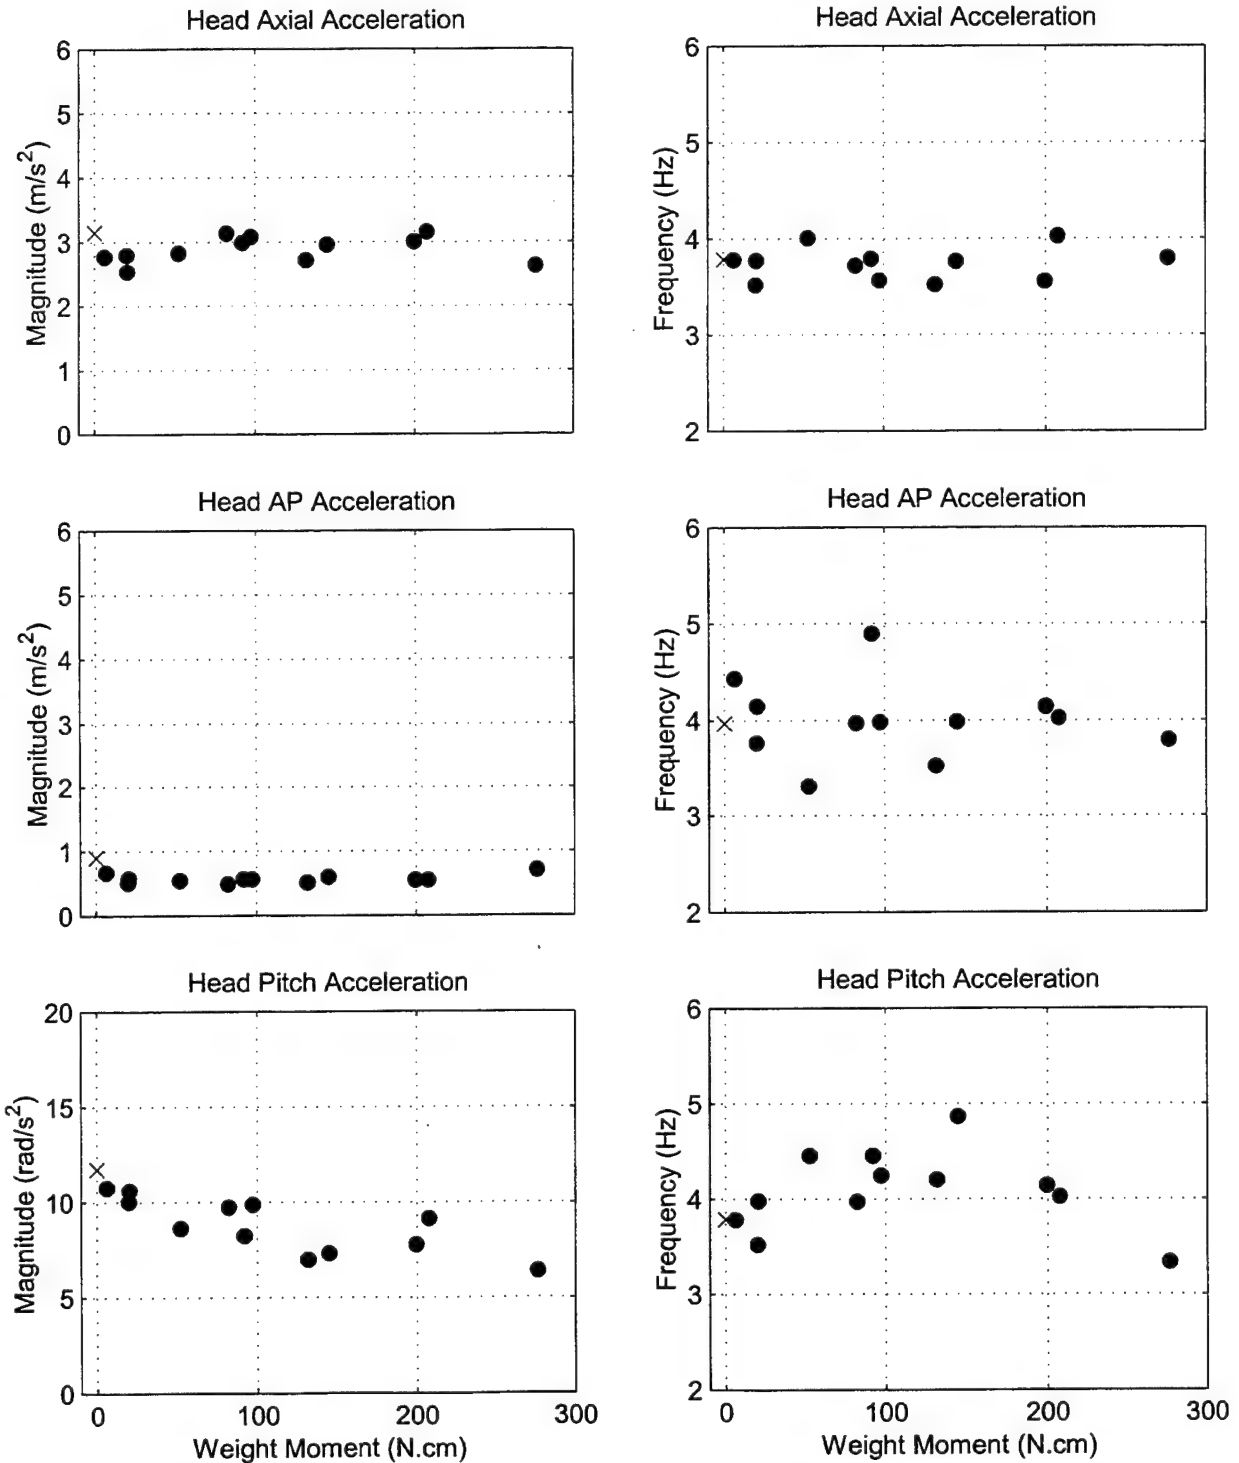 Head Axial Acceleration
6
5
4
3
2
1
0
Magnitude (m/s²)
Head Axial Acceleration
6
5
4
3
2
Frequency (Hz)
Head AP Acceleration
6
5
4
3
2
1
0
Magnitude (m/s²)
Head AP Acceleration
6
5
4
3
2
Frequency (Hz)
Head Pitch Acceleration
20
15
10
5
0
Magnitude (rad/s²)
0 100 200 300
Weight Moment (N.cm)
Head Pitch Acceleration
6
5
4
3
2
Frequency (Hz)
0 100 200 300
Weight Moment (N.cm)